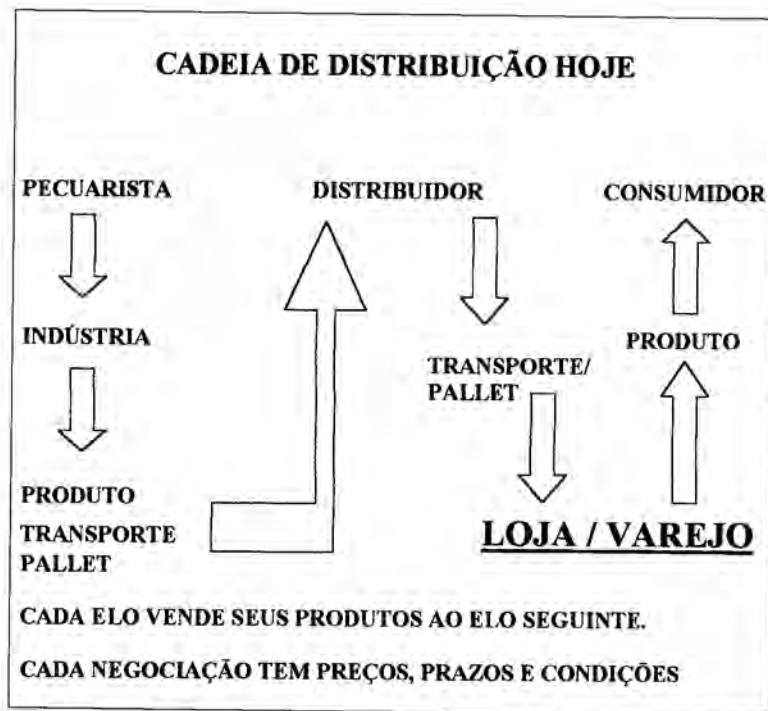 CADEIA DE DISTRIBUIÇÃO HOJE
PECUARISTA
INDÚSTRIA
PRODUTO
TRANSPORTE
PALLET
DISTRIBUIDOR
TRANSPORTE/
PALLET
LOJA / VAREJO
PRODUTO
CONSUMIDOR
CADA ELO VENDE SEUS PRODUTOS AO ELO SEGUINTE.
CADA NEGOCIAÇÃO TEM PREÇOS, PRAZOS E CONDIÇÕES